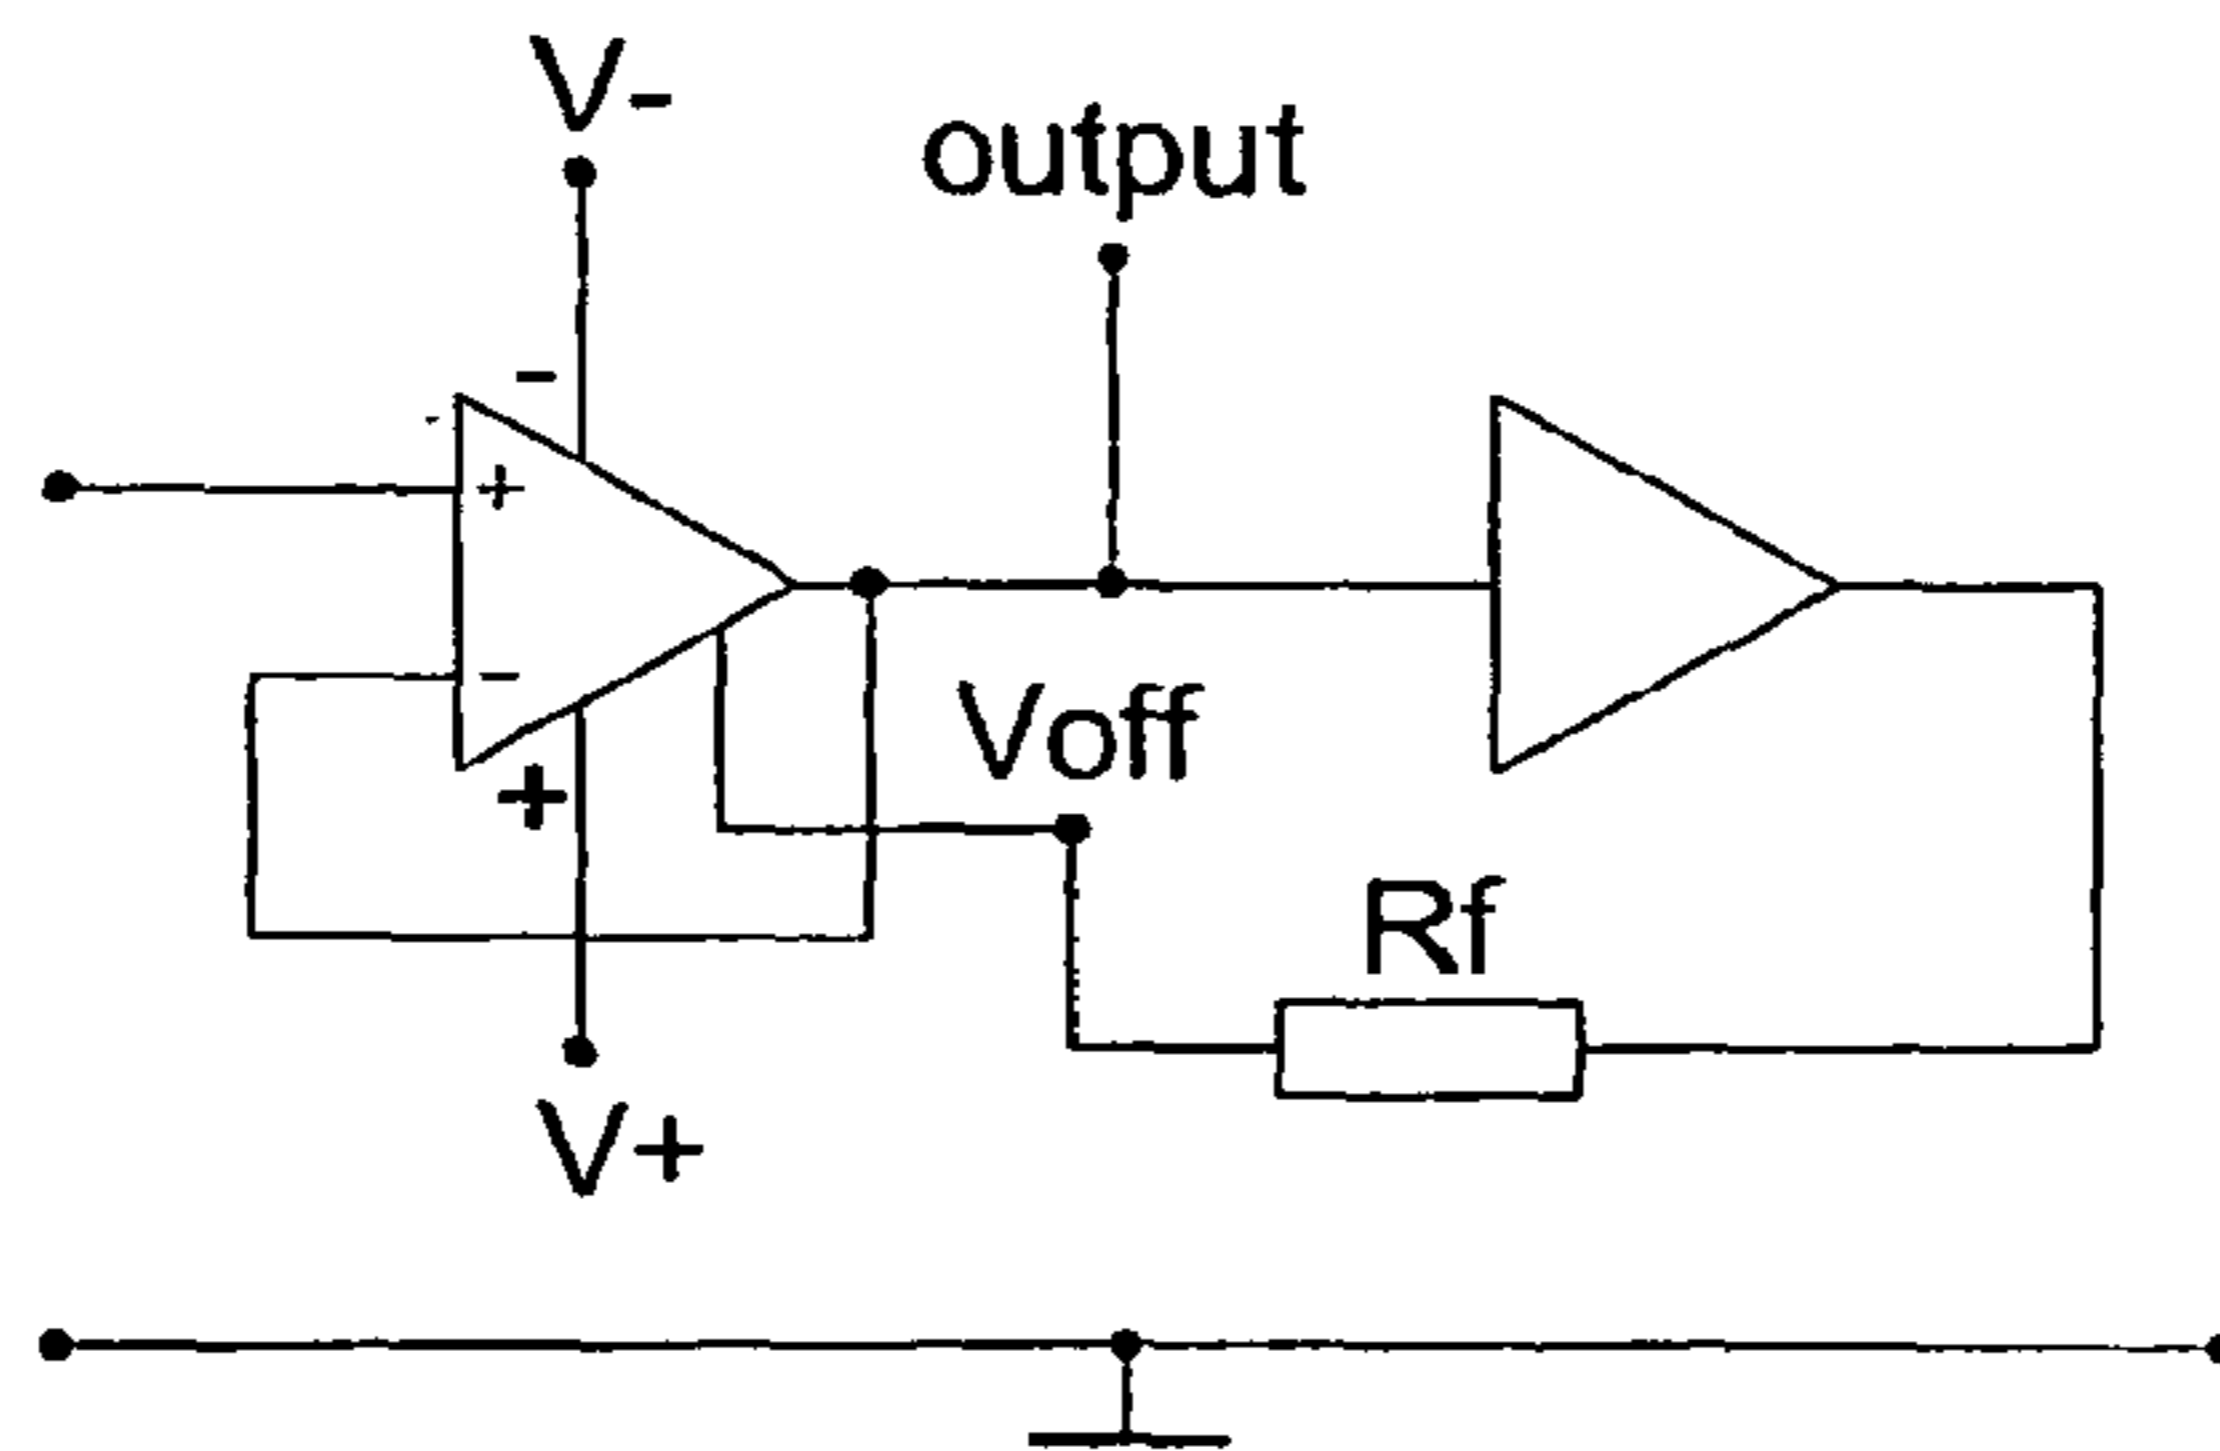 V-
output
-
+
-
Voff
+
Rf
V+